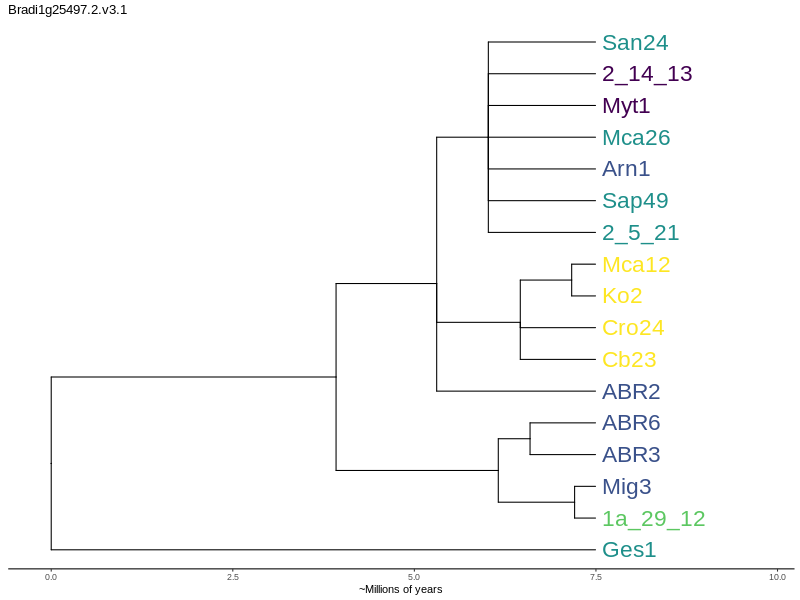 Bradi1g25497.2.v3.1
San24
2_14_13
Myt1
Mca26
Arn1
Sap49
2_5_21
Mca12
Ko2
Cro24
Cb23
ABR2
ABR6
ABR3
Mig3
1a_29_12
Ges1
0.0 2.5 5.0 7.5 10.0
~Millions of years